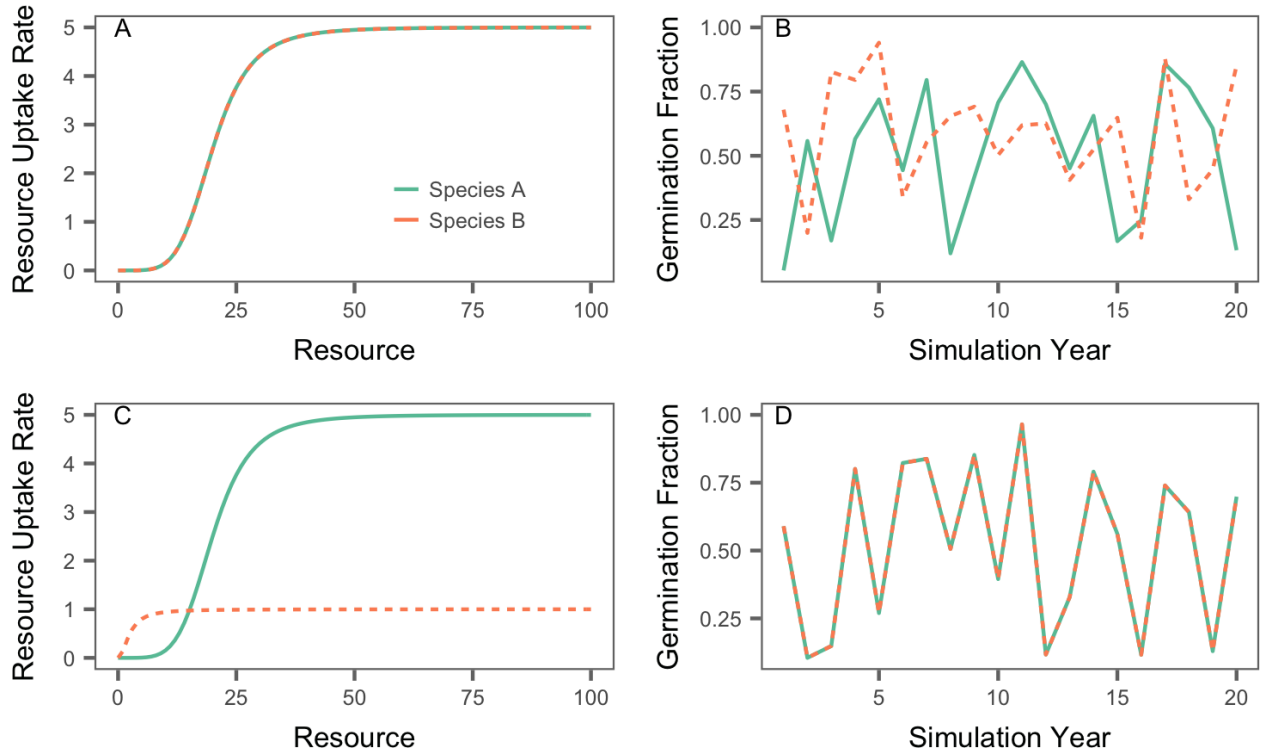 A
Resource Uptake Rate
5
4
3
2
1
0
Species A
Species B
0 25 50 75 100
Resource
B
Germination Fraction
1.00
0.75
0.50
0.25
5 10 15 20
Simulation Year
C
Resource Uptake Rate
5
4
3
2
1
0
0 25 50 75 100
Resource
D
Germination Fraction
1.00
0.75
0.50
0.25
5 10 15 20
Simulation Year